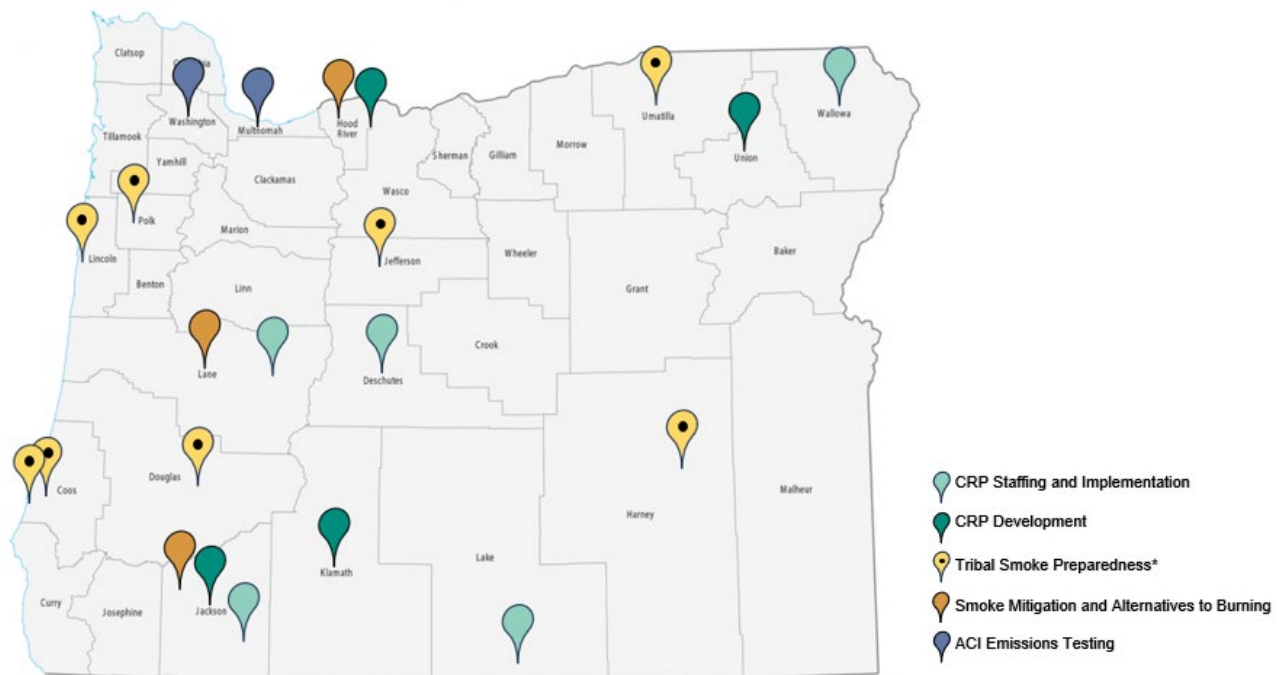 Clatsop
Washington
Multnomah
Hood
River
Tillamook
Yamhill
Clackamas
Sherman
Gilliam
Morrow
Umatilla
Union
Wallowa
Polk
Marion
Wasco
Lincoln
Jefferson
Wheeler
Baker
Benton
Linn
Grant
Crook
Lane
Deschutes
Douglas
Coos
Malheur
Harney
Lake
Klamath
Curry
Josephine
Jackson
CRP Staffing and Implementation
CRP Development
Tribal Smoke Preparedness*
Smoke Mitigation and Alternatives to Burning
ACI Emissions Testing